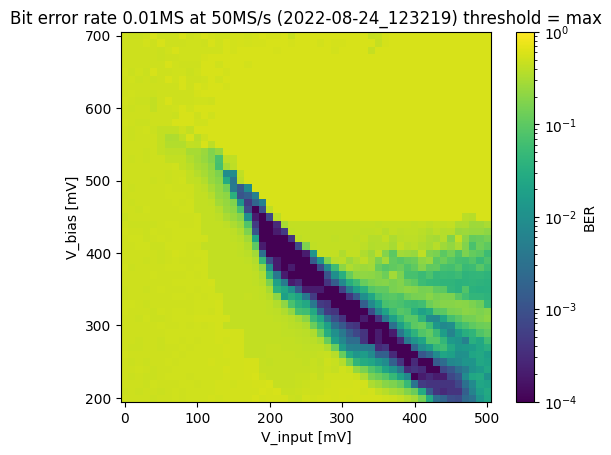 Bit error rate 0.01MS at 50MS/s (2022-08-24_123219) threshold = max
700
600
500
400
300
200
V_bias [mV]
0 100 200 300 400 500
V_input [mV]
10^0
10^-1
10^-2
10^-3
10^-4
BER